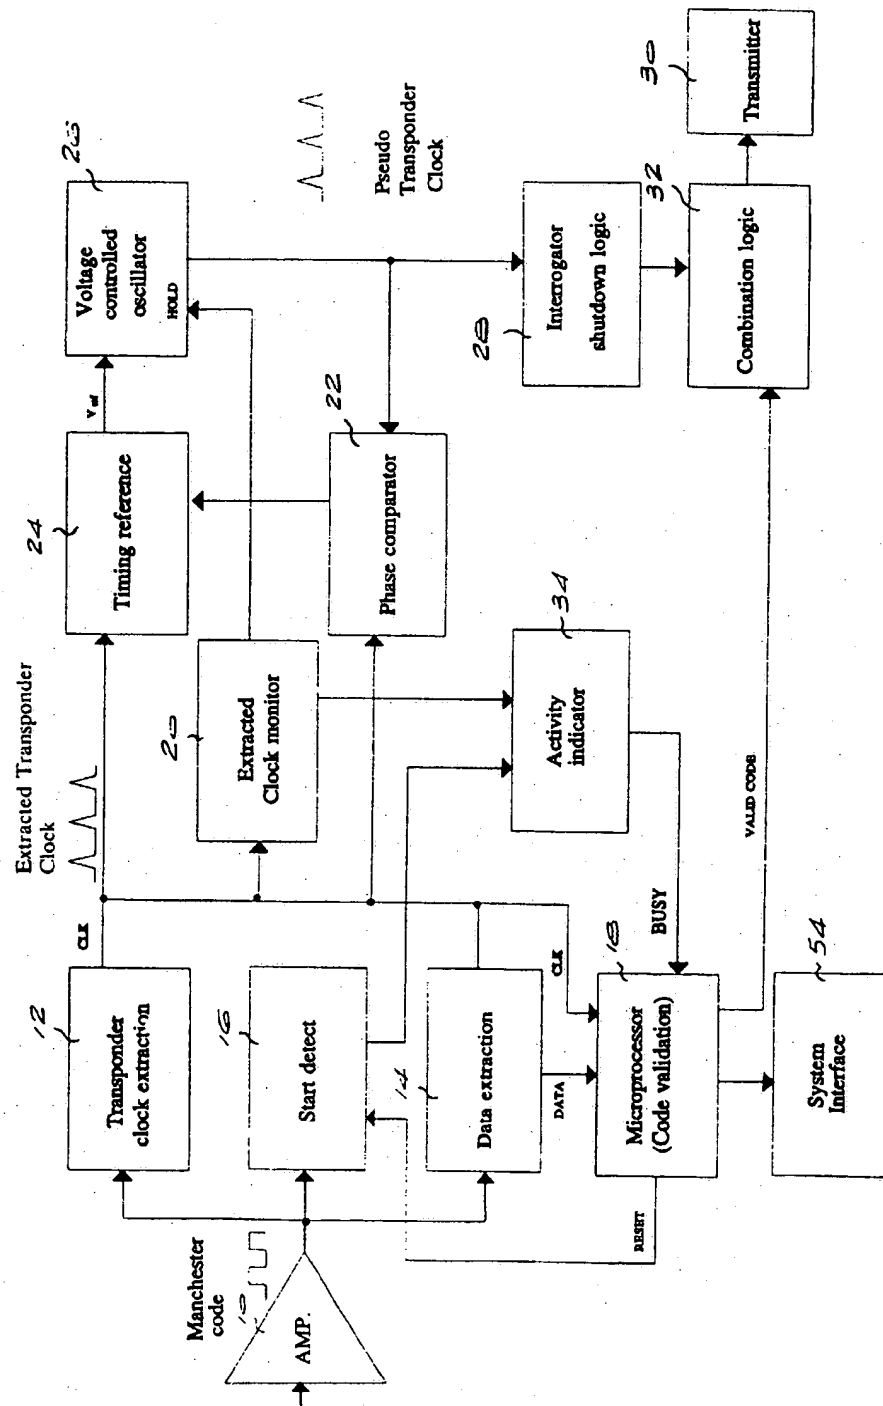 Manchester
code
10
AMP.
12
Transponder
clock extraction
CLK
Extracted Transponder
Clock
24
Timing reference
V ref
Voltage
controlled
oscillator
HOLD
Pseudo
Transponder
Clock
16
Start detect
20
Extracted
Clock monitor
22
Phase comparator
14
Data extraction
DATA
CLK
34
Activity
indicator
BUSY
28
Interrogator
shutdown logic
RESET
18
Microprocessor
(Code validation)
VALID CODE
32
Combination logic
30
Transmitter
54
System
Interface